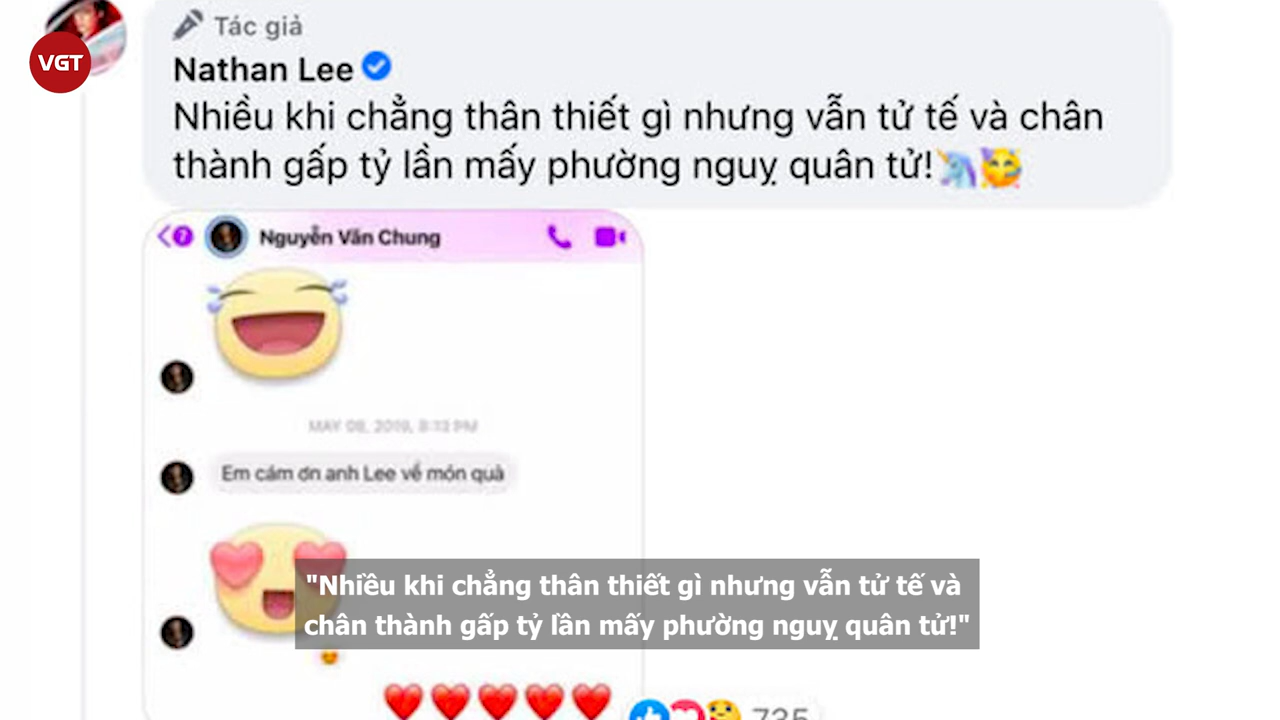 VGT
Tác giả
Nathan Lee
Nhiều khi chẳng thân thiết gì nhưng vẫn tử tế và chân
thành gấp tỷ lần mấy phường nguỵ quân tử!
7
Nguyễn Văn Chung
MAY 08, 2019, 8:13 PM
Em cám ơn anh Lee về món quà
"Nhiều khi chẳng thân thiết gì nhưng vẫn tử tế và
chân thành gấp tỷ lần mấy phường nguỵ quân tử!"
735